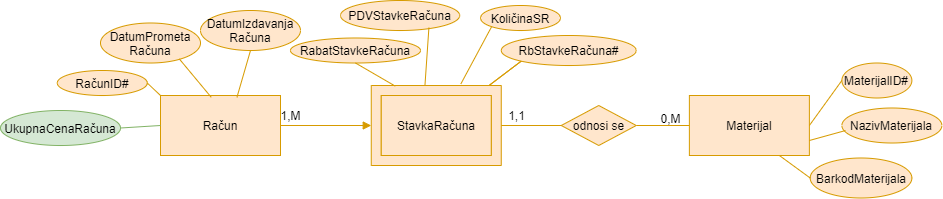 PDVStavkeRačuna
KoličinaSR
DatumIzdavanja
Računa
DatumPrometa
Računa
RabatStavkeRačuna
RbStavkeRačuna#
RačunID#
MaterijalID#
UkupnaCenaRačuna
Račun
1,M
StavkaRačuna
1,1
odnosi se
0,M
Materijal
NazivMaterijala
BarkodMaterijala